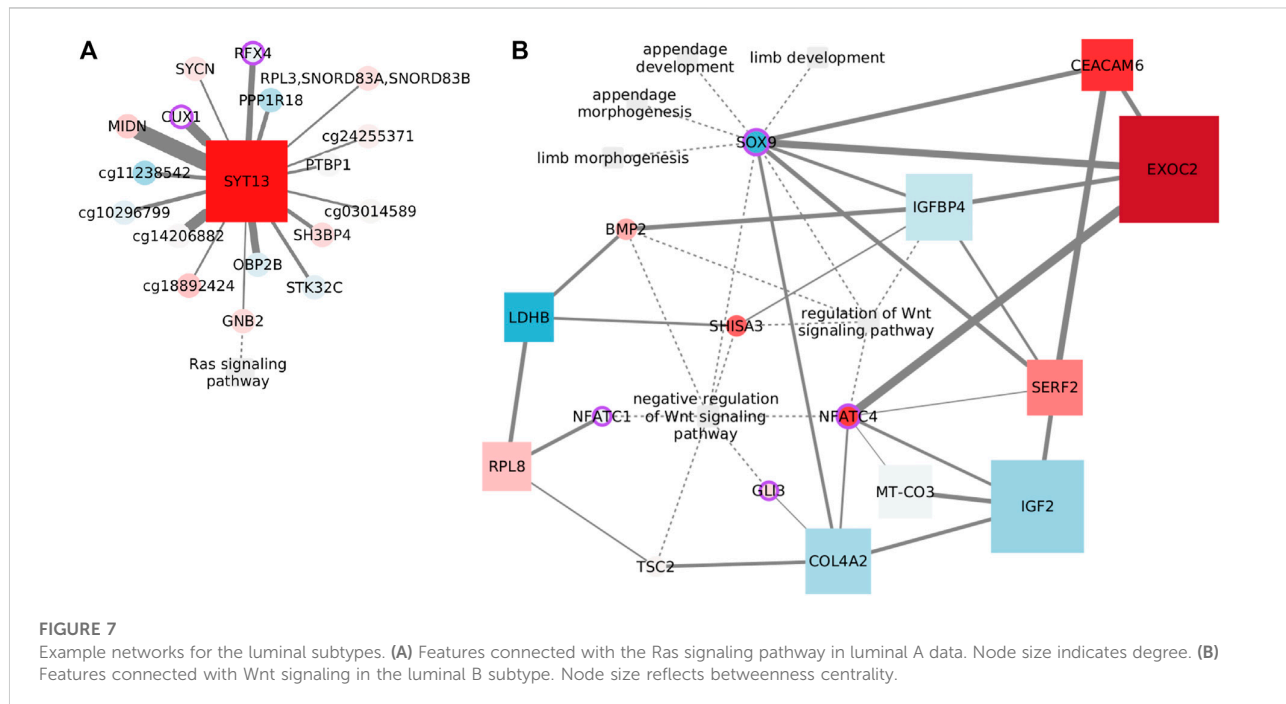 A
RFX4
SYCN
RPL3,SNORD83A,SNORD83B
PPP1R18
CUX1
MIDN
cg24255371
PTBP1
cg11238542
SYT13
cg10296799
cg03014589
cg14206882
SH3BP4
OBP2B
cg18892424
STK32C
GNB2
Ras signaling
pathway
B
appendage
development
limb development
CEACAM6
appendage
morphogenesis
SOX9
limb morphogenesis
EXOC2
IGFBP4
BMP2
LDHB
SHISA3
regulation of Wnt
signaling pathway
SERF2
negative regulation
of Wnt signaling
pathway
NFATC1
NFATC4
RPL8
GLI3
MT-CO3
IGF2
COL4A2
TSC2
FIGURE 7
Example networks for the luminal subtypes. (A) Features connected with the Ras signaling pathway in luminal A data. Node size indicates degree. (B)
Features connected with Wnt signaling in the luminal B subtype. Node size reflects betweenness centrality.